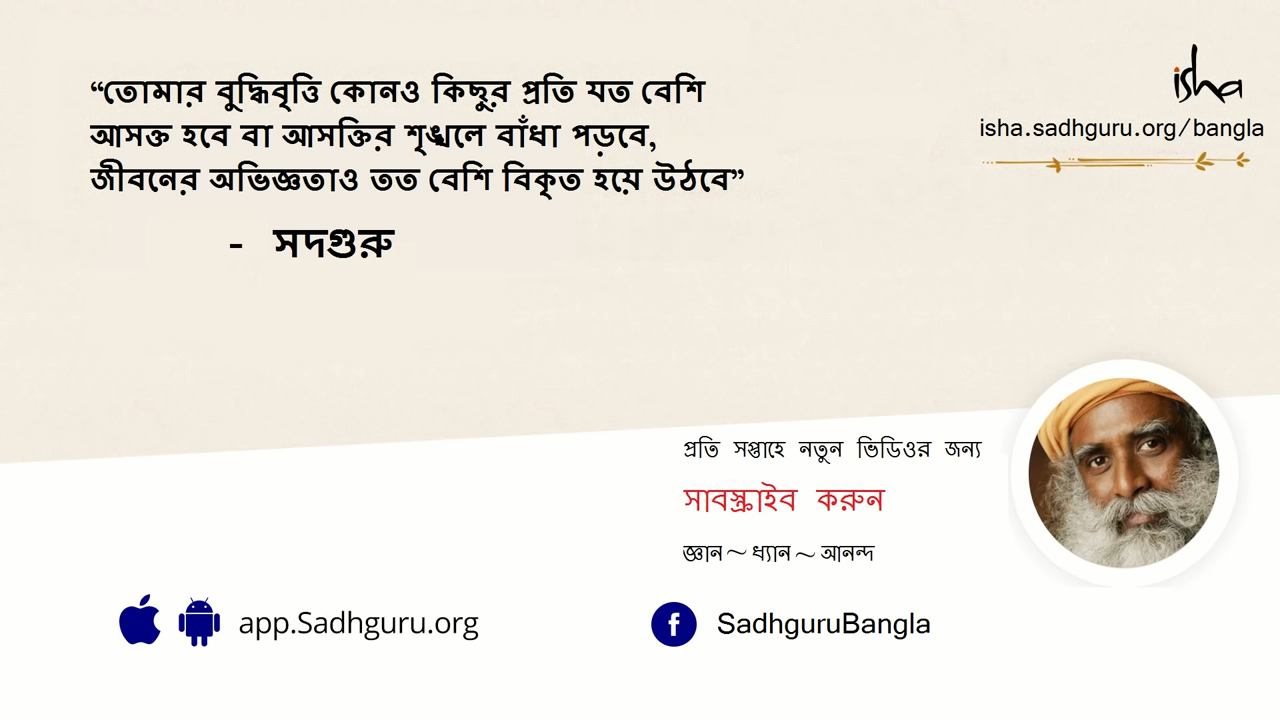 “তোমার বুদ্ধিবৃত্তি কোনও কিছুর প্রতি যত বেশি
আসক্ত হবে বা আসক্তির শৃঙ্খলে বাঁধা পড়বে,
জীবনের অভিজ্ঞতাও তত বেশি বিকৃত হয়ে উঠবে”
- সদগুরু
isha
isha.sadhguru.org/bangla
প্রতি সপ্তাহে নতুন ভিডিওর জন্য
সাবস্ক্রাইব করুন
জ্ঞান ~ ধ্যান ~ আনন্দ
app.Sadhguru.org
f SadhguruBangla